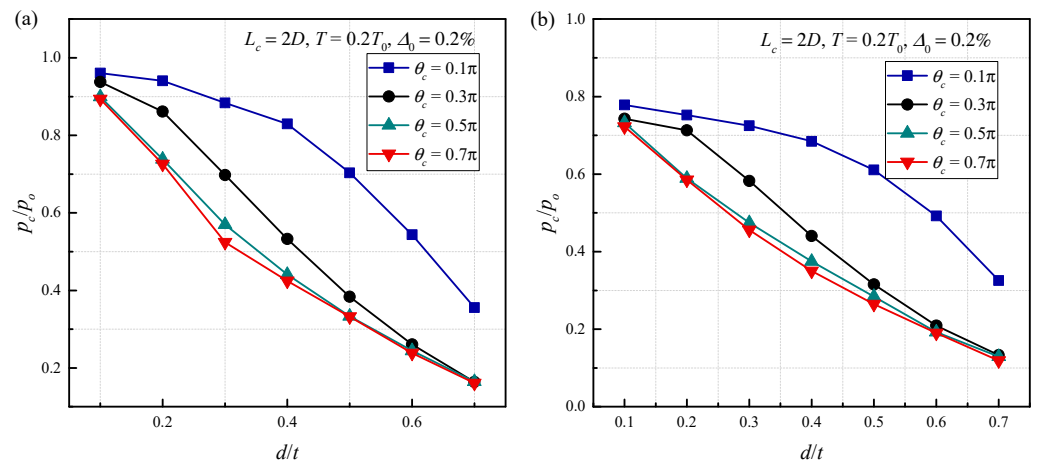 (a)
L_c = 2D, T = 0.2T_0, Δ_0 = 0.2%
θ_c = 0.1π
θ_c = 0.3π
θ_c = 0.5π
θ_c = 0.7π
1.0
0.8
0.6
0.4
0.2
p_c/p_o
0.2
0.4
0.6
d/t
(b)
L_c = 2D, T = 0.2T_0, Δ_0 = 0.2%
θ_c = 0.1π
θ_c = 0.3π
θ_c = 0.5π
θ_c = 0.7π
1.0
0.8
0.6
0.4
0.2
0.0
p_c/p_o
0.1
0.2
0.3
0.4
0.5
0.6
0.7
d/t